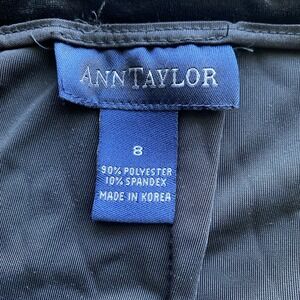 ANNTAYLOR
8
90% POLYESTER
10% SPANDEX
MADE IN KOREA